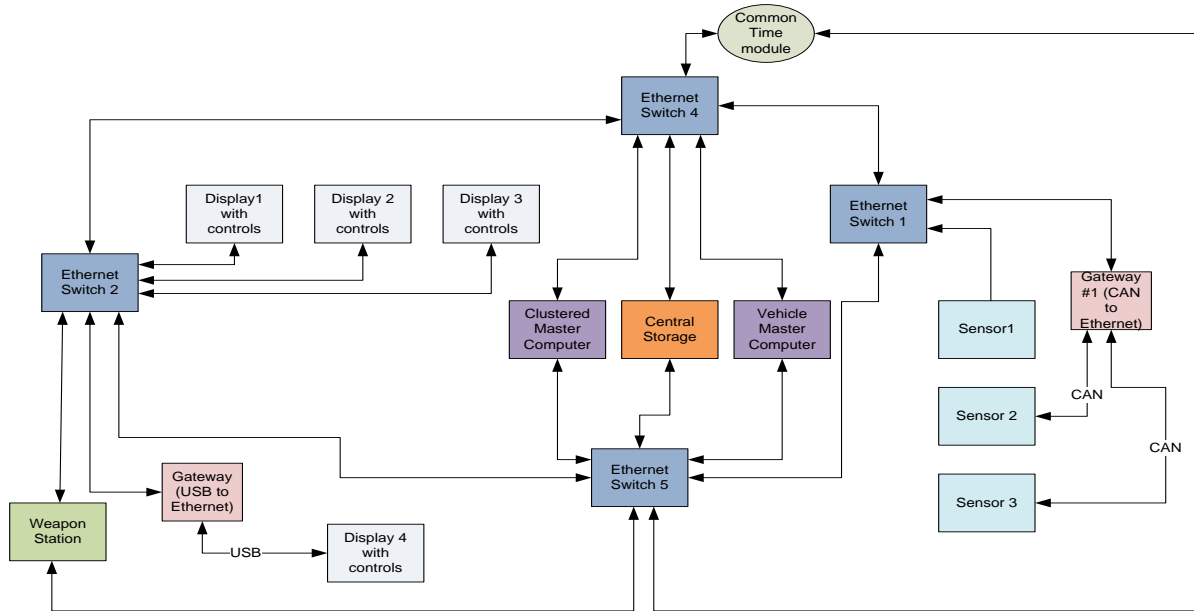 Common
Time
module
Ethernet
Switch 4
Display1
with
controls
Display 2
with
controls
Display 3
with
controls
Ethernet
Switch 1
Ethernet
Switch 2
Gateway
#1 (CAN
to
Ethernet)
Clustered
Master
Computer
Central
Storage
Vehicle
Master
Computer
Sensor1
CAN
Sensor 2
CAN
Ethernet
Switch 5
Gateway
(USB to
Ethernet)
Sensor 3
Weapon
Station
USB
Display 4
with
controls